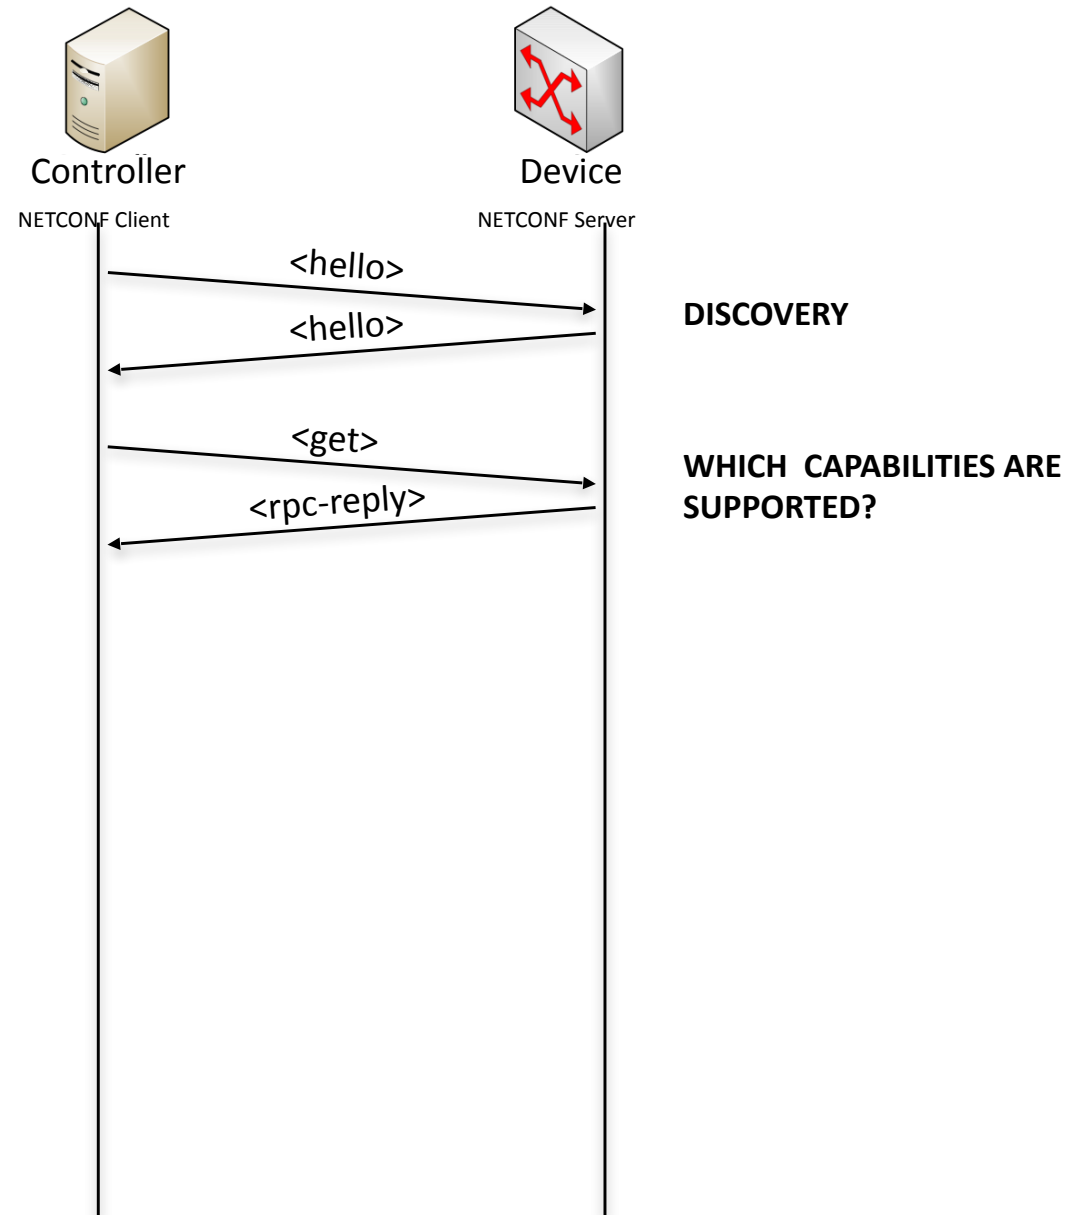 Controller
Device
NETCONF Client
NETCONF Server
<hello>
<hello>
DISCOVERY
<get>
<rpc-reply>
WHICH  CAPABILITIES ARE
SUPPORTED?